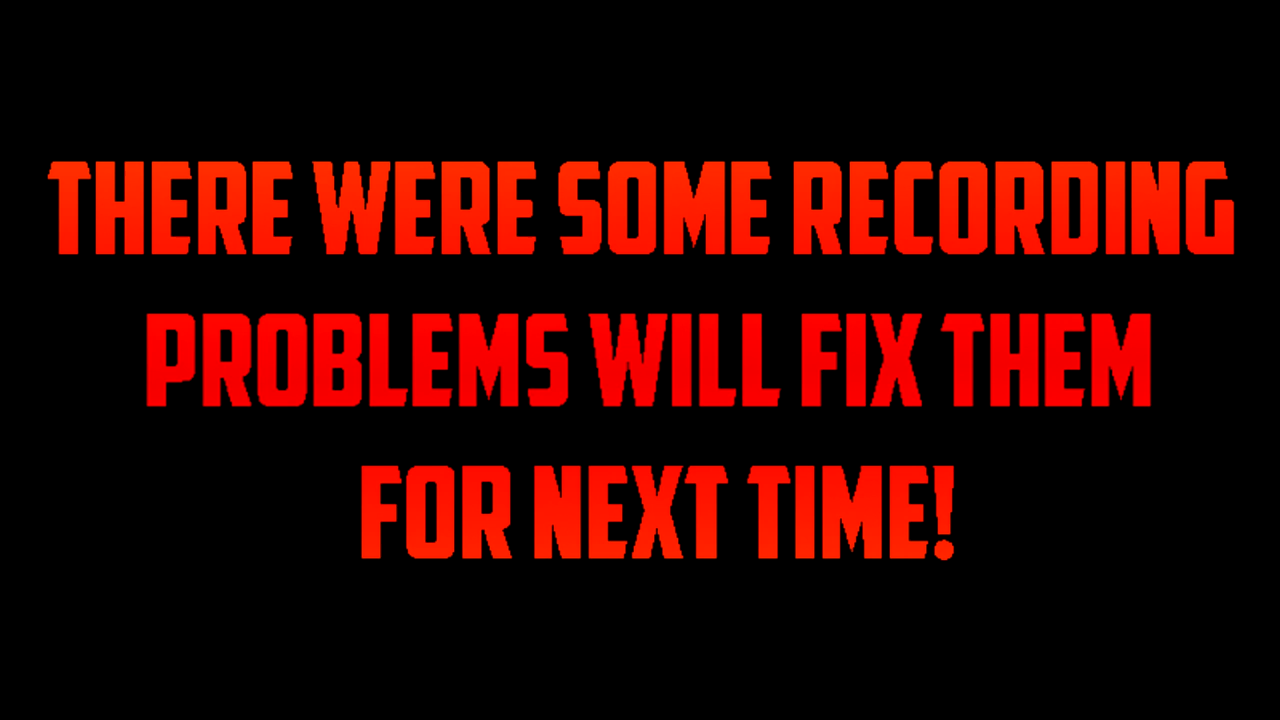 THERE WERE SOME RECORDING
PROBLEMS WILL FIX THEM
FOR NEXT TIME!